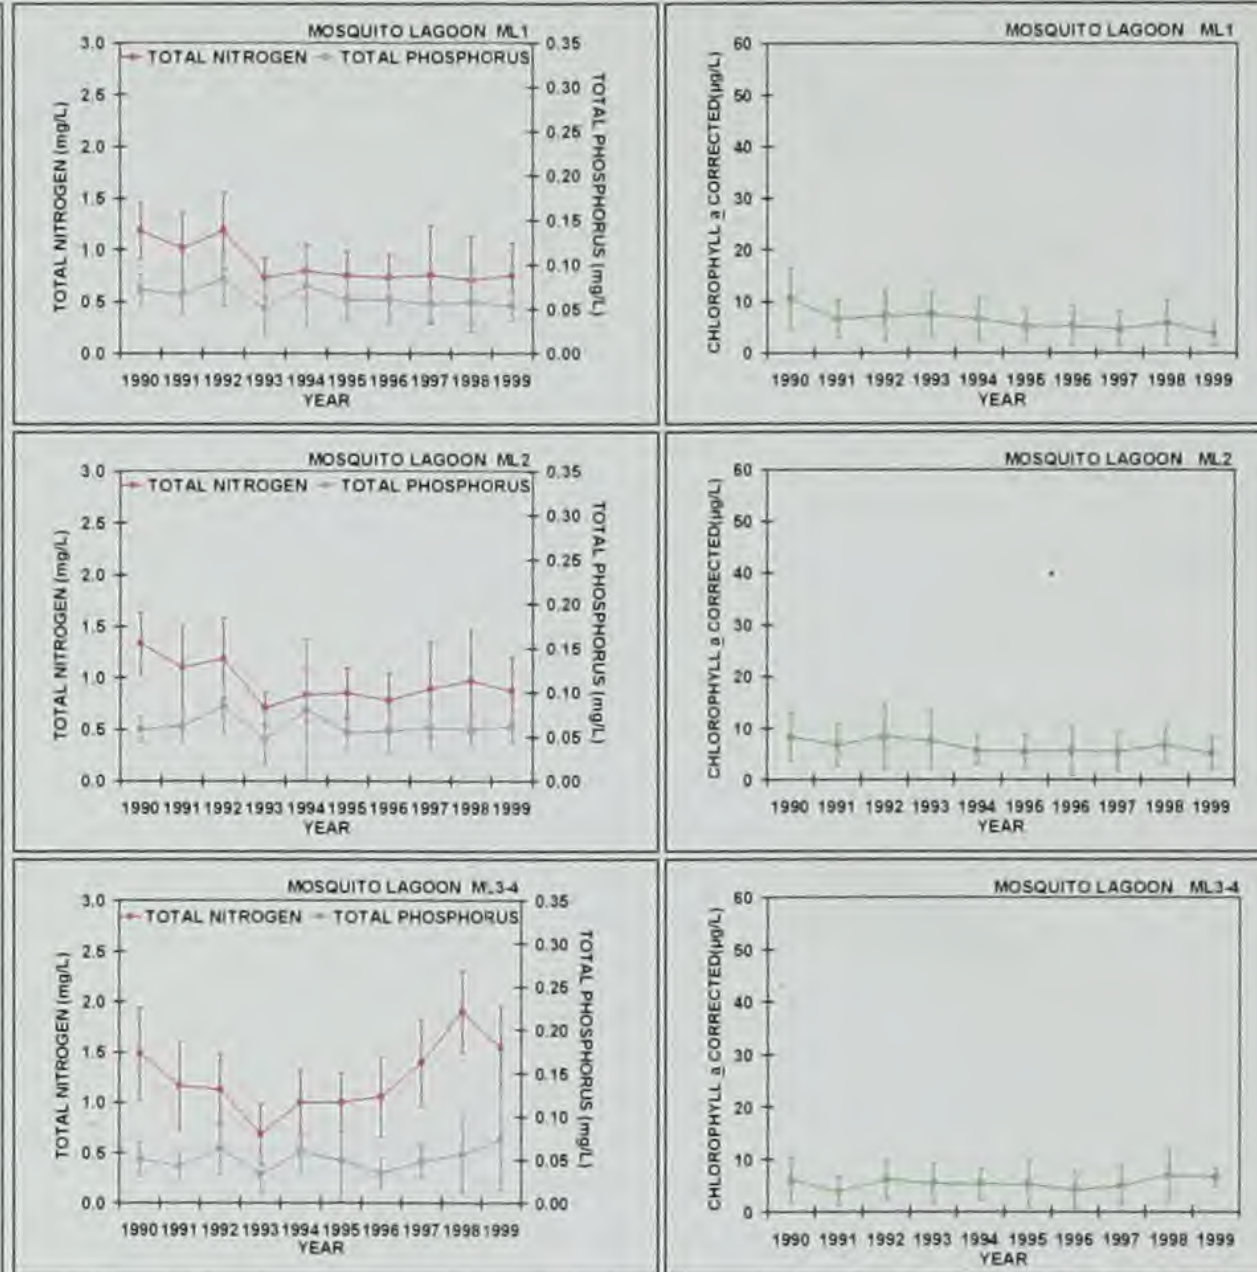 MOSQUITO LAGOON ML1
TOTAL NITROGEN TOTAL PHOSPHORUS
TOTAL NITROGEN (mg/L)
3.0
2.5
2.0
1.5
1.0
0.5
0.0
0.35
0.30
0.25
0.20
0.15
0.10
0.05
0.00
TOTAL PHOSPHORUS (mg/L)
1990 1991 1992 1993 1994 1995 1996 1997 1998 1999
YEAR
MOSQUITO LAGOON ML1
CHLOROPHYLL a CORRECTED(µg/L)
60
50
40
30
20
10
0
1990 1991 1992 1993 1994 1995 1996 1997 1998 1999
YEAR
MOSQUITO LAGOON ML2
TOTAL NITROGEN TOTAL PHOSPHORUS
TOTAL NITROGEN (mg/L)
3.0
2.5
2.0
1.5
1.0
0.5
0.0
0.35
0.30
0.25
0.20
0.15
0.10
0.05
0.00
TOTAL PHOSPHORUS (mg/L)
1990 1991 1992 1993 1994 1995 1996 1997 1998 1999
YEAR
MOSQUITO LAGOON ML2
CHLOROPHYLL a CORRECTED(µg/L)
60
50
40
30
20
10
0
1990 1991 1992 1993 1994 1995 1996 1997 1998 1999
YEAR
MOSQUITO LAGOON ML3-4
TOTAL NITROGEN TOTAL PHOSPHORUS
TOTAL NITROGEN (mg/L)
3.0
2.5
2.0
1.5
1.0
0.5
0.0
0.35
0.30
0.25
0.20
0.15
0.10
0.05
0.00
TOTAL PHOSPHORUS (mg/L)
1990 1991 1992 1993 1994 1995 1996 1997 1998 1999
YEAR
MOSQUITO LAGOON ML3-4
CHLOROPHYLL a CORRECTED(µg/L)
60
50
40
30
20
10
0
1990 1991 1992 1993 1994 1995 1996 1997 1998 1999
YEAR